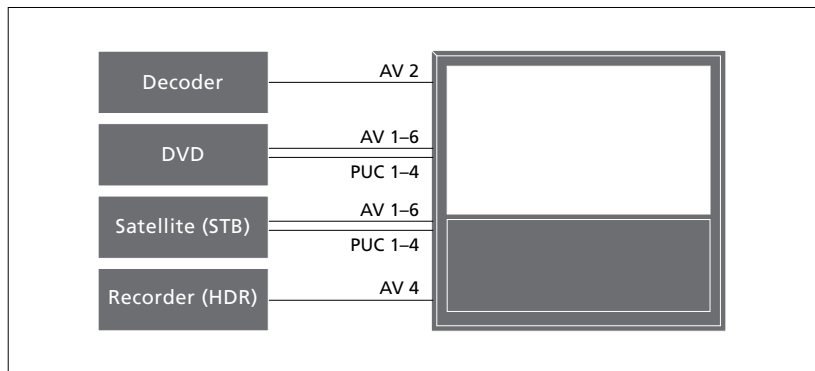 Decoder
AV 2
DVD
AV 1–6
PUC 1–4
Satellite (STB)
AV 1–6
PUC 1–4
Recorder (HDR)
AV 4